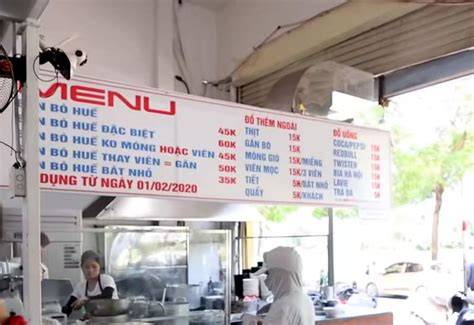 MENU
N BÒ HUẾ
N BÒ HUẾ ĐẶC BIỆT 45K
N BÒ HUẾ KO MÓNG HOẶC VIÊN 60K
N BÒ HUẾ THAY VIÊN = GÂN 45K
N BÒ HUẾ BÁT NHỎ 50K
DỤNG TỪ NGÀY 01/02/2020 35K
ĐỒ THÊM NGOÀI
THỊT 15K
GÂN BÒ 15K
MÓNG GIÒ 15K/MIẾNG
VIÊN MỌC 15K/3 VIÊN
TIẾT 5K/BÁT NHỎ
QUẨY 5K/KHÁCH
ĐỒ UỐNG
COCA/PEPSI 15K
REDBULL
TWISTER
BIA HÀ NỘI
LAVIE
TRÀ ĐÁ